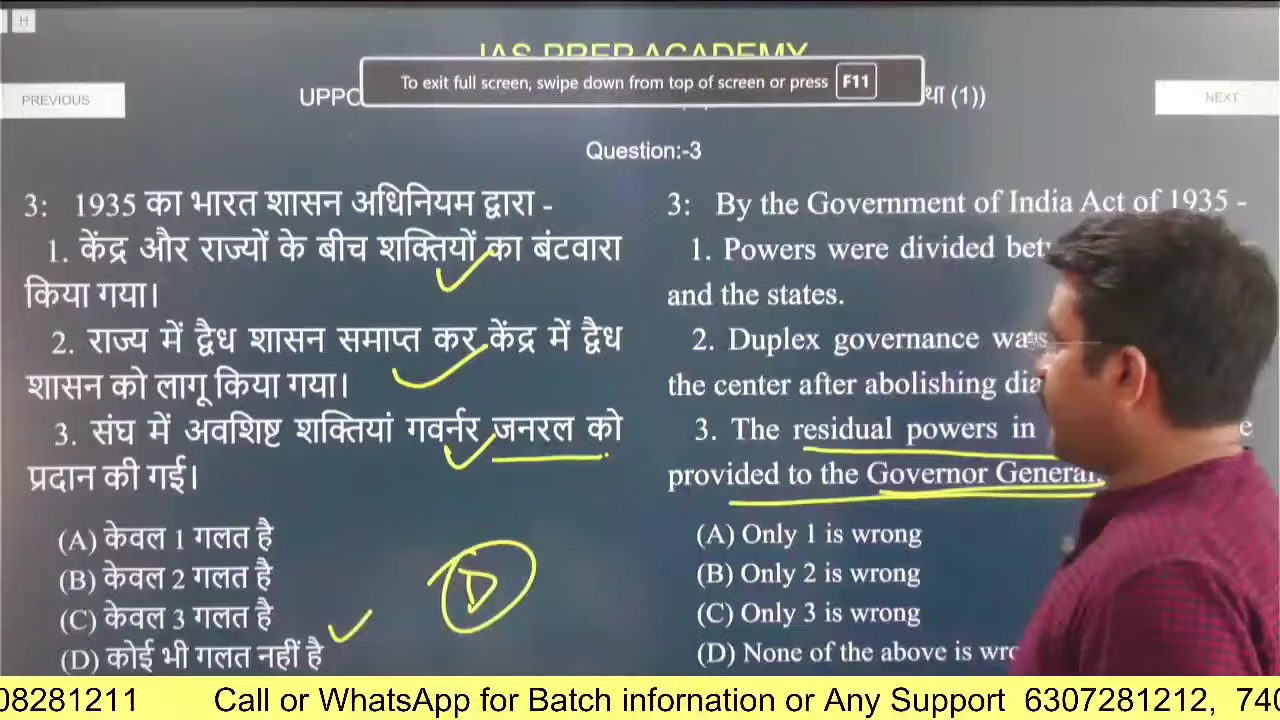 H
IAS PREP ACADEMY
To exit full screen, swipe down from top of screen or press F11
PREVIOUS
(1))
NEXT
Question:-3
3: 1935 का भारत शासन अधिनियम द्वारा -
1. केंद्र और राज्यों के बीच शक्तियों का बंटवारा
किया गया।
2. राज्य में द्वैध शासन समाप्त कर केंद्र में द्वैध
शासन को लागू किया गया।
3. संघ में अवशिष्ट शक्तियां गवर्नर जनरल को
प्रदान की गई।
(A) केवल 1 गलत है
(B) केवल 2 गलत है
(C) केवल 3 गलत है
(D) कोई भी गलत नहीं है
D
3: By the Government of India Act of 1935 -
1. Powers were divided
and the states.
2. Duplex governance was
the center after abolishing
3. The residual powers in
provided to the Governor General.
(A) Only 1 is wrong
(B) Only 2 is wrong
(C) Only 3 is wrong
(D) None of the above is
08281211 Call or WhatsApp for Batch infornation or Any Support 6307281212, 740